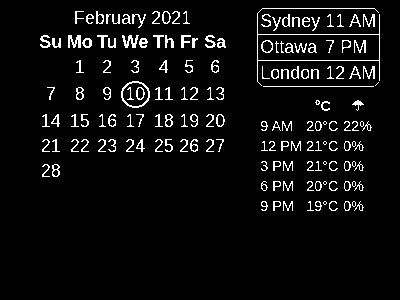 February 2021
Su Mo Tu We Th Fr Sa
1 2 3 4 5 6
7 8 9 10 11 12 13
14 15 16 17 18 19 20
21 22 23 24 25 26 27
28
Sydney 11 AM
Ottawa 7 PM
London 12 AM
°C
9 AM 20°C 22%
12 PM 21°C 0%
3 PM 21°C 0%
6 PM 20°C 0%
9 PM 19°C 0%